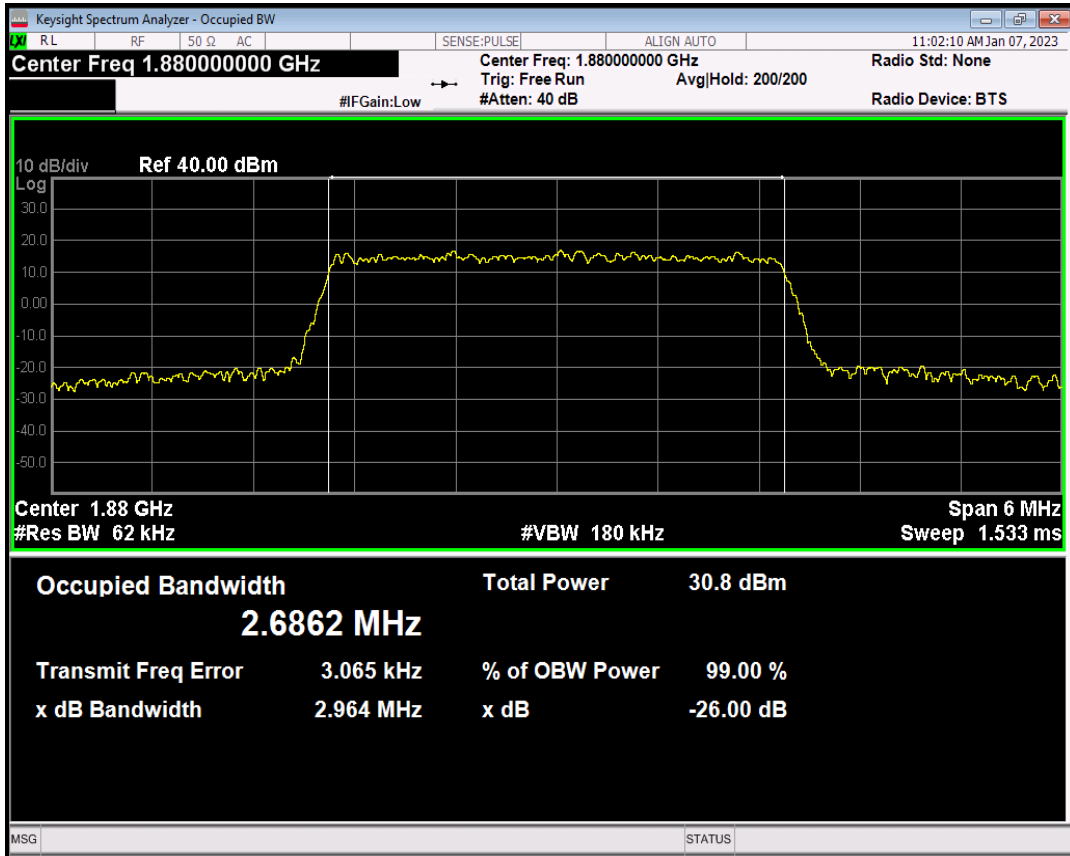 Keysight Spectrum Analyzer - Occupied BW
LXI RL RF 50 Ω AC SENSE:PULSE ALIGN AUTO 11:02:10 AM Jan 07, 2023
Center Freq 1.880000000 GHz Center Freq: 1.880000000 GHz Radio Std: None
Trig: Free Run Avg|Hold: 200/200
#IFGain:Low #Atten: 40 dB Radio Device: BTS
10 dB/div Ref 40.00 dBm
Log
30.0
20.0
10.0
0.00
-10.0
-20.0
-30.0
-40.0
-50.0
Center 1.88 GHz Span 6 MHz
#Res BW 62 kHz #VBW 180 kHz Sweep 1.533 ms
Occupied Bandwidth Total Power 30.8 dBm
2.6862 MHz
Transmit Freq Error 3.065 kHz % of OBW Power 99.00 %
x dB Bandwidth 2.964 MHz x dB -26.00 dB
MSG STATUS